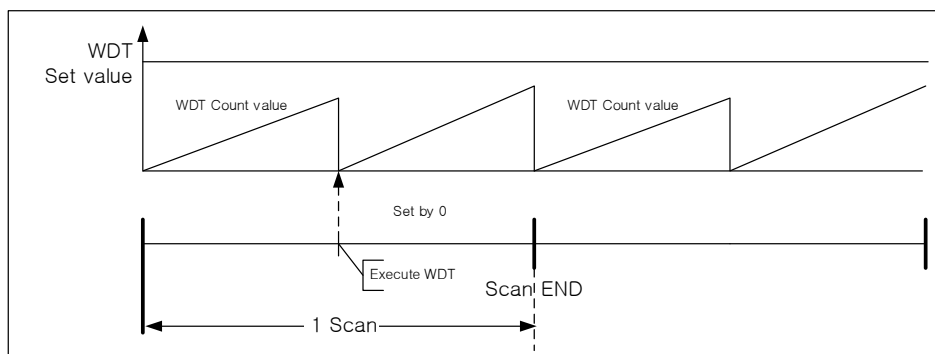 WDT
Set value
WDT Count value
WDT Count value
Set by 0
Execute WDT
Scan END
1 Scan